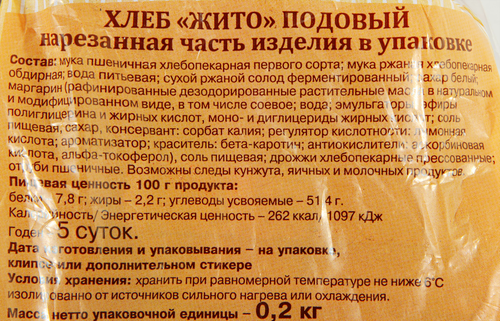 ХЛЕБ «ЖИТО» ПОДОВЫЙ
нарезанная часть изделия в упаковке
Состав: мука пшеничная хлебопекарная первого сорта; мука ржаная хлебопекарная
обдирная; вода питьевая; сухой ржаной солод ферментированный; сахар белый;
маргарин (рафинированные дезодорированные растительные масла в натуральном
и модифицированном виде, в том числе соевое; вода; эмульгаторы: эфиры
полиглицерина и жирных кислот, моно- и диглицериды жирных кислот; соль
пищевая, сахар, консервант: сорбат калия; регулятор кислотности: лимонная
кислота; ароматизатор; краситель: бета-каротин; антиокислители: аскорбиновая
кислота, альфа-токоферол), соль пищевая; дрожжи хлебопекарные прессованные;
отруби пшеничные. Возможны следы кунжута, яичных и молочных продуктов.
Пищевая ценность 100 г продукта:
белки – 7,8 г; жиры – 2,2 г; углеводы усвояемые – 51,4 г.
Калорийность/Энергетическая ценность – 262 ккал/1097 кДж
Годен: 5 суток.
Дата изготовления и упаковывания – на упаковке,
клипсе или дополнительном стикере
Условия хранения: хранить при равномерной температуре не ниже 6°С
изолированно от источников сильного нагрева или охлаждения.
Масса нетто упаковочной единицы – 0,2 кг